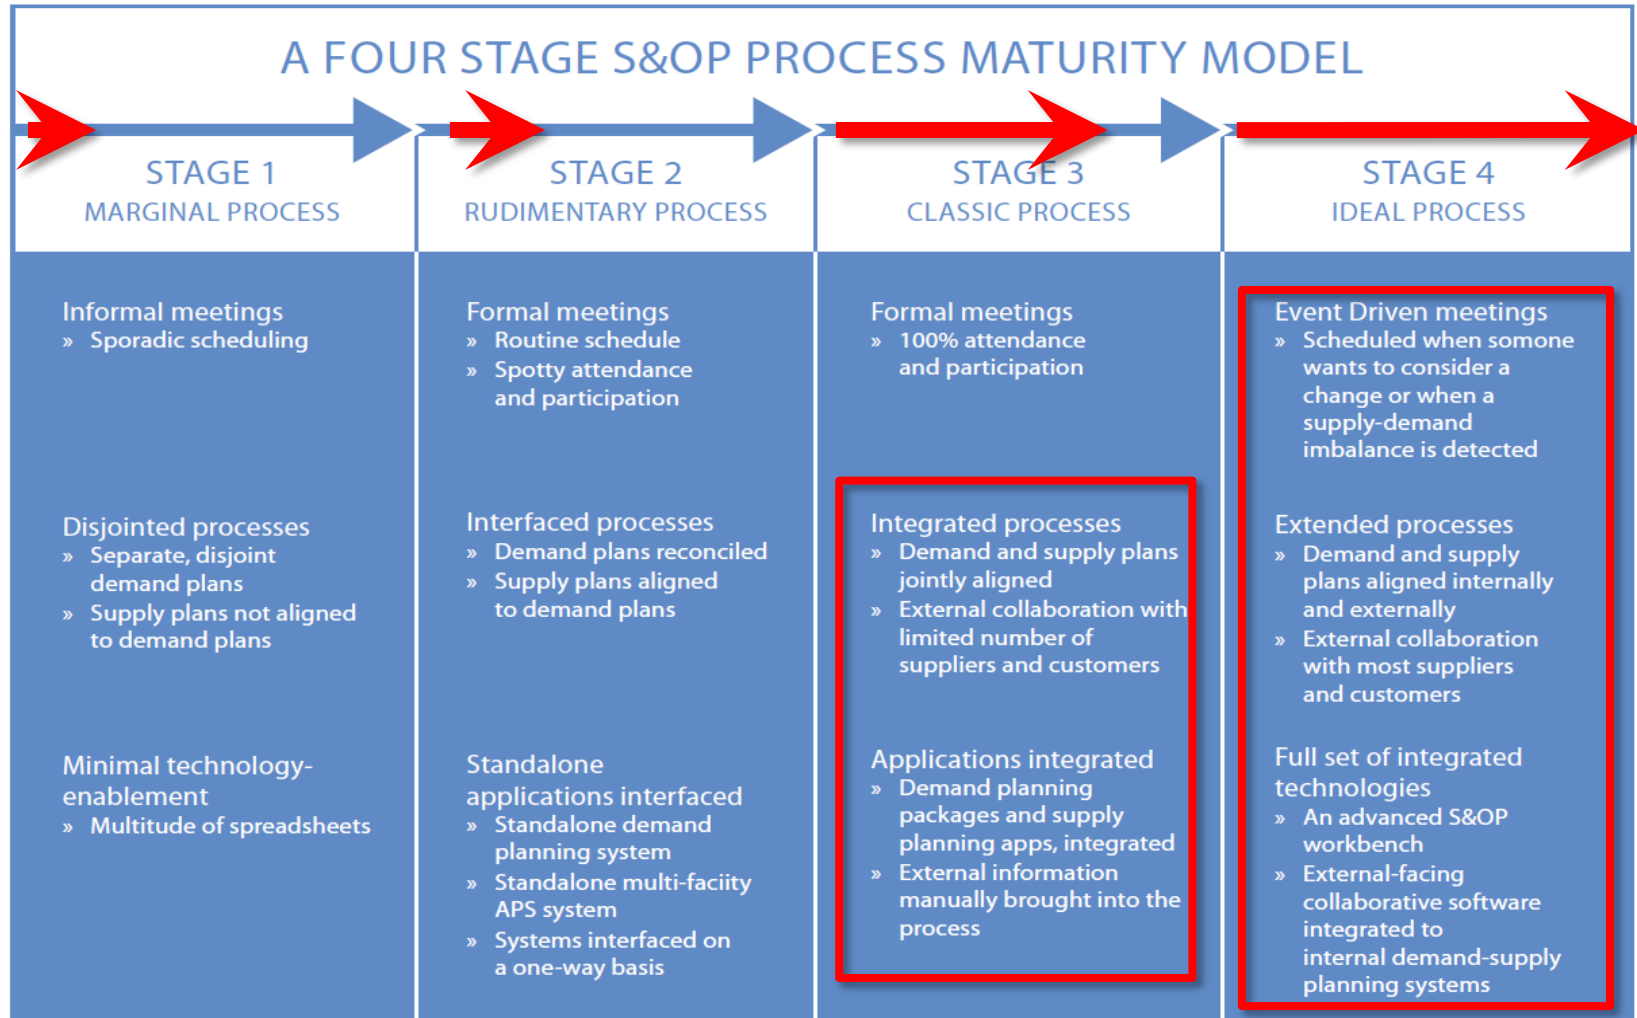 A FOUR STAGE S&OP PROCESS MATURITY MODEL
STAGE 1
MARGINAL PROCESS
STAGE 2
RUDIMENTARY PROCESS
STAGE 3
CLASSIC PROCESS
STAGE 4
IDEAL PROCESS
Informal meetings
» Sporadic scheduling
Disjointed processes
» Separate, disjoint
demand plans
» Supply plans not aligned
to demand plans
Minimal technology-
enablement
» Multitude of spreadsheets
Formal meetings
» Routine schedule
» Spotty attendance
and participation
Interfaced processes
» Demand plans reconciled
» Supply plans aligned
to demand plans
Standalone
applications interfaced
» Standalone demand
planning system
» Standalone multi-faciity
APS system
» Systems interfaced on
a one-way basis
Formal meetings
» 100% attendance
and participation
Integrated processes
» Demand and supply plans
jointly aligned
» External collaboration with
limited number of
suppliers and customers
Applications integrated
» Demand planning
packages and supply
planning apps, integrated
» External information
manually brought into the
process
Event Driven meetings
» Scheduled when somone
wants to consider a
change or when a
supply-demand
imbalance is detected
Extended processes
» Demand and supply
plans aligned internally
and externally
» External collaboration
with most suppliers
and customers
Full set of integrated
technologies
» An advanced S&OP
workbench
» External-facing
collaborative software
integrated to
internal demand-supply
planning systems